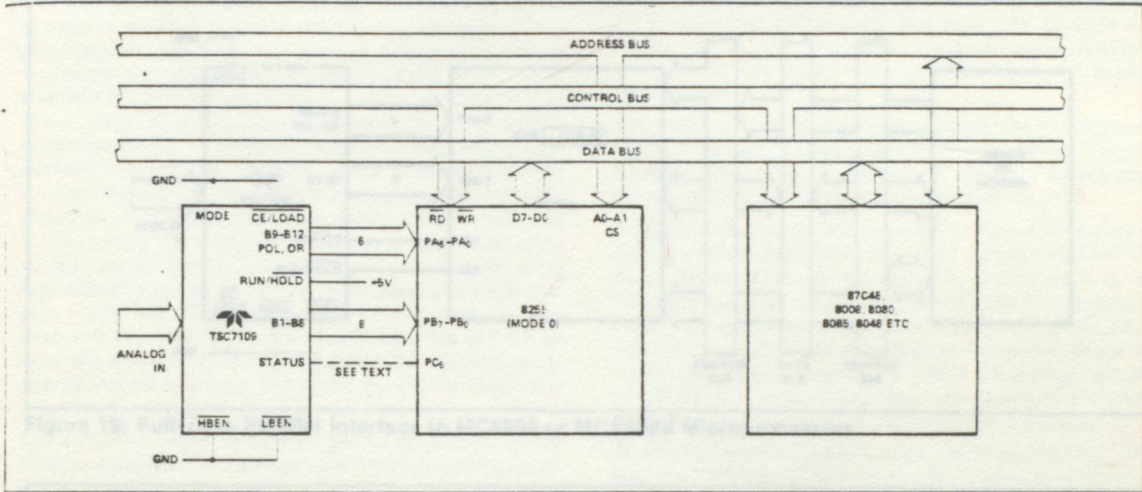 ADDRESS BUS
CONTROL BUS
DATA BUS
GND
MODE
CE/LOAD
B9-B12
POL, OR
RUN/HOLD
B1-B8
TSC7109
STATUS
HBEN LBEN
GND
ANALOG
IN
6
-5V
8
SEE TEXT
RD WR D7-D0 A0-A1
CS
PA5-PA0
PB7-PB0
PC5
8255
(MODE 0)
87C48,
8008, 8080,
8085, 8048 ETC